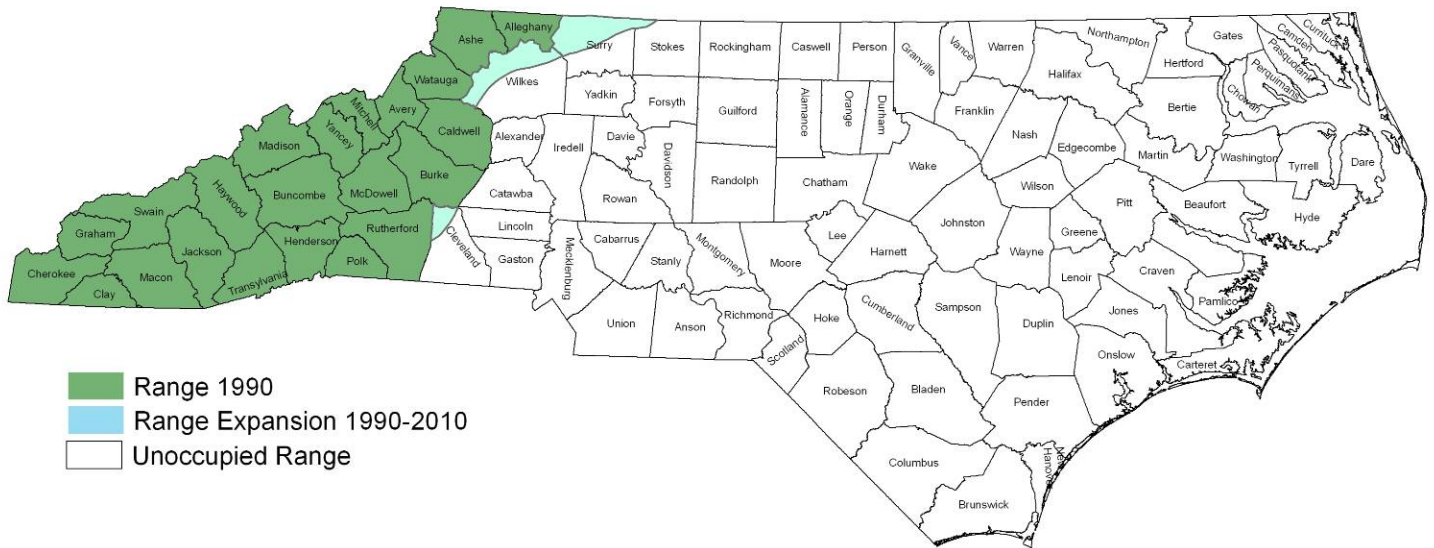 Alleghany
Ashe
Surry
Stokes
Rockingham
Caswell
Person
Granville
Vance
Warren
Northampton
Gates
Currituck
Camden
Pasquotank
Perquimans
Chowan
Hertford
Halifax
Bertie
Watauga
Wilkes
Yadkin
Forsyth
Guilford
Alamance
Orange
Durham
Franklin
Nash
Edgecombe
Martin
Washington
Tyrrell
Dare
Mitchell
Avery
Yancey
Caldwell
Alexander
Iredell
Davie
Davidson
Madison
Burke
McDowell
Buncombe
Haywood
Catawba
Rowan
Randolph
Chatham
Wake
Wilson
Johnston
Pitt
Beaufort
Hyde
Swain
Graham
Jackson
Henderson
Rutherford
Polk
Cleveland
Lincoln
Gaston
Mecklenburg
Cabarrus
Stanly
Montgomery
Moore
Lee
Harnett
Wayne
Greene
Lenoir
Craven
Pamlico
Cherokee
Clay
Macon
Transylvania
Union
Anson
Richmond
Scotland
Hoke
Cumberland
Sampson
Duplin
Jones
Onslow
Carteret
Robeson
Bladen
Pender
Columbus
Brunswick
New
Hanover
Range 1990
Range Expansion 1990-2010
Unoccupied Range